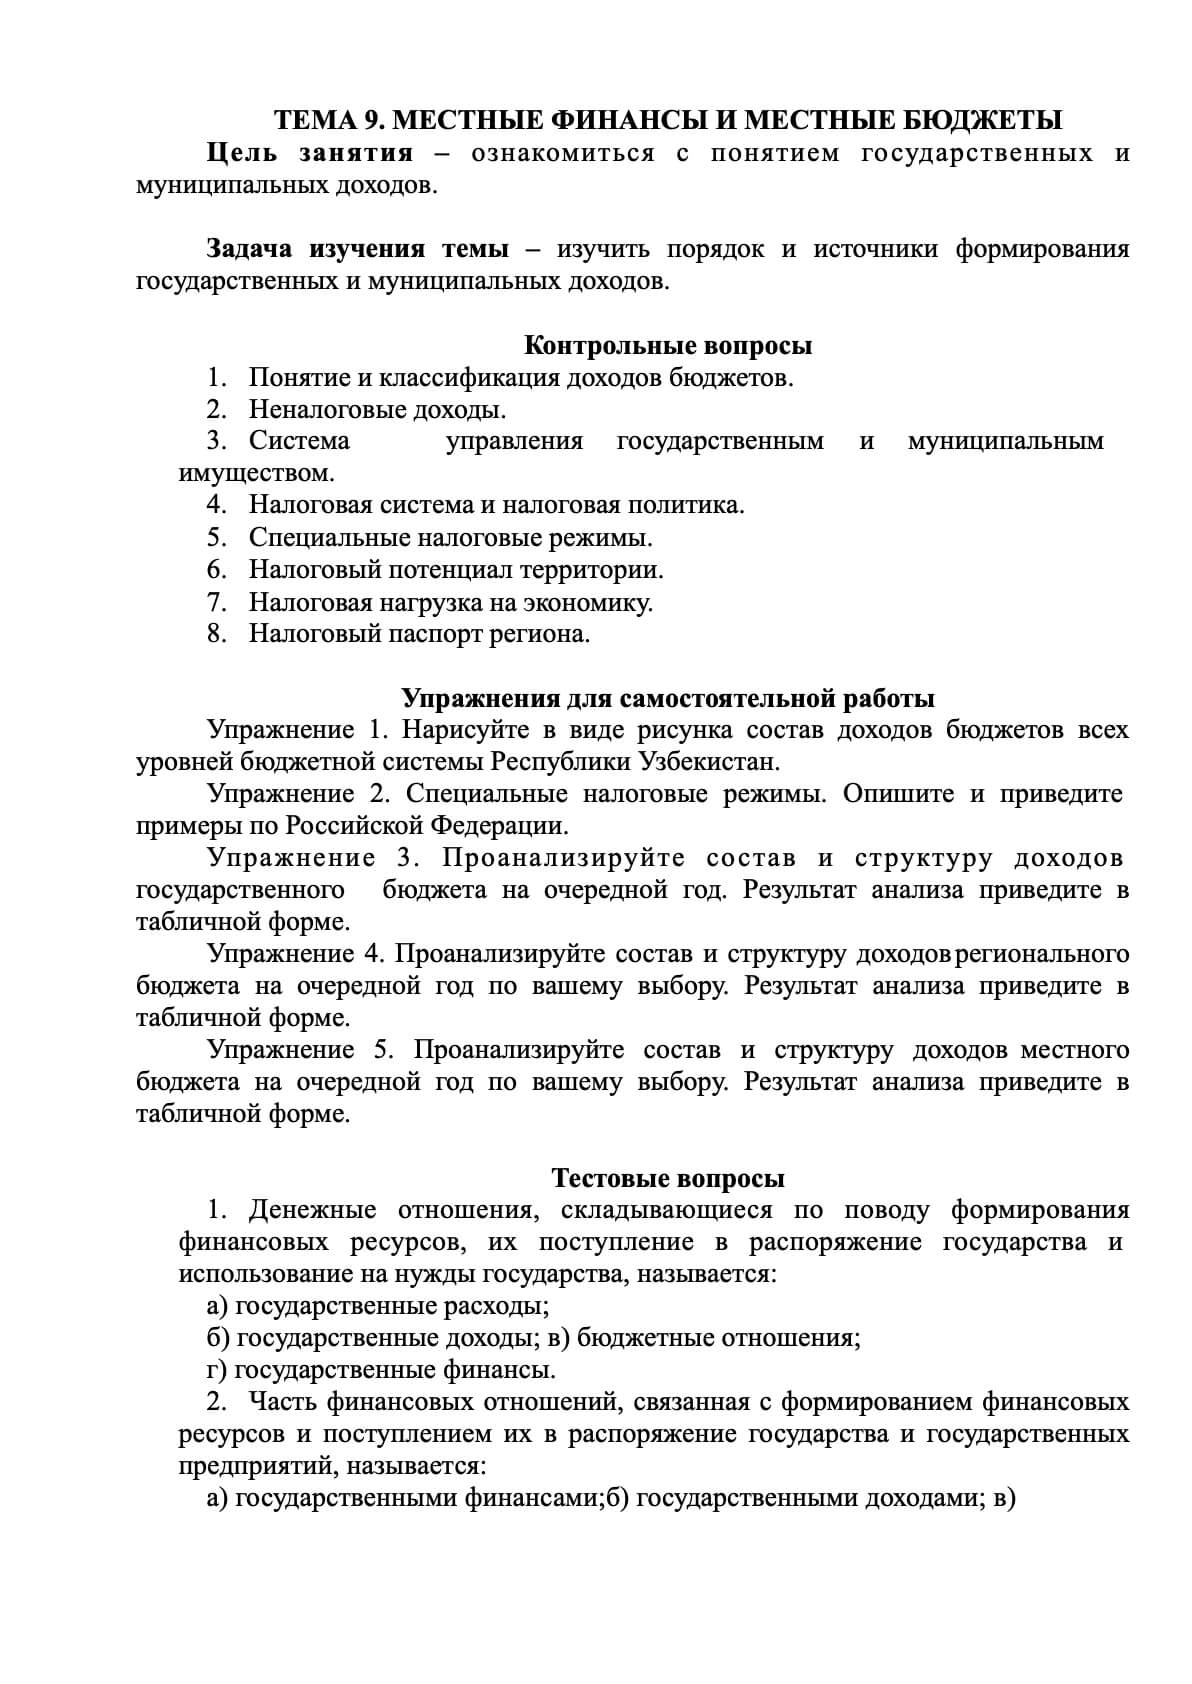 ТЕМА 9. МЕСТНЫЕ ФИНАНСЫ И МЕСТНЫЕ БЮДЖЕТЫ
Цель занятия – ознакомиться с понятием государственных и
муниципальных доходов.
Задача изучения темы – изучить порядок и источники формирования
государственных и муниципальных доходов.
Контрольные вопросы
1. Понятие и классификация доходов бюджетов.
2. Неналоговые доходы.
3. Система управления государственным и муниципальным
имуществом.
4. Налоговая система и налоговая политика.
5. Специальные налоговые режимы.
6. Налоговый потенциал территории.
7. Налоговая нагрузка на экономику.
8. Налоговый паспорт региона.
Упражнения для самостоятельной работы
Упражнение 1. Нарисуйте в виде рисунка состав доходов бюджетов всех
уровней бюджетной системы Республики Узбекистан.
Упражнение 2. Специальные налоговые режимы. Опишите и приведите
примеры по Российской Федерации.
Упражнение 3. Проанализируйте состав и структуру доходов
государственного бюджета на очередной год. Результат анализа приведите в
табличной форме.
Упражнение 4. Проанализируйте состав и структуру доходов регионального
бюджета на очередной год по вашему выбору. Результат анализа приведите в
табличной форме.
Упражнение 5. Проанализируйте состав и структуру доходов местного
бюджета на очередной год по вашему выбору. Результат анализа приведите в
табличной форме.
Тестовые вопросы
1. Денежные отношения, складывающиеся по поводу формирования
финансовых ресурсов, их поступление в распоряжение государства и
использование на нужды государства, называется:
а) государственные расходы;
б) государственные доходы; в) бюджетные отношения;
г) государственные финансы.
2. Часть финансовых отношений, связанная с формированием финансовых
ресурсов и поступлением их в распоряжение государства и государственных
предприятий, называется:
а) государственными финансами;б) государственными доходами; в)